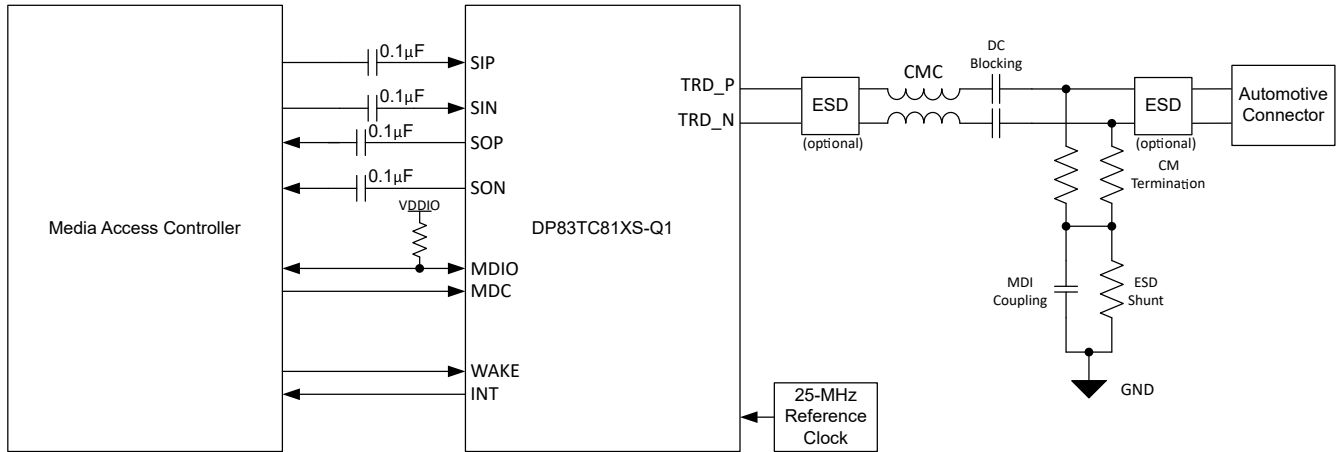 Media Access Controller
0.1µF
0.1µF
0.1µF
0.1µF
VDDIO
SIP
SIN
SOP
SON
MDIO
MDC
WAKE
INT
DP83TC81XS-Q1
TRD_P
TRD_N
25-MHz
Reference
Clock
ESD
(optional)
CMC
DC
Blocking
ESD
(optional)
CM
Termination
MDI
Coupling
ESD
Shunt
GND
Automotive
Connector